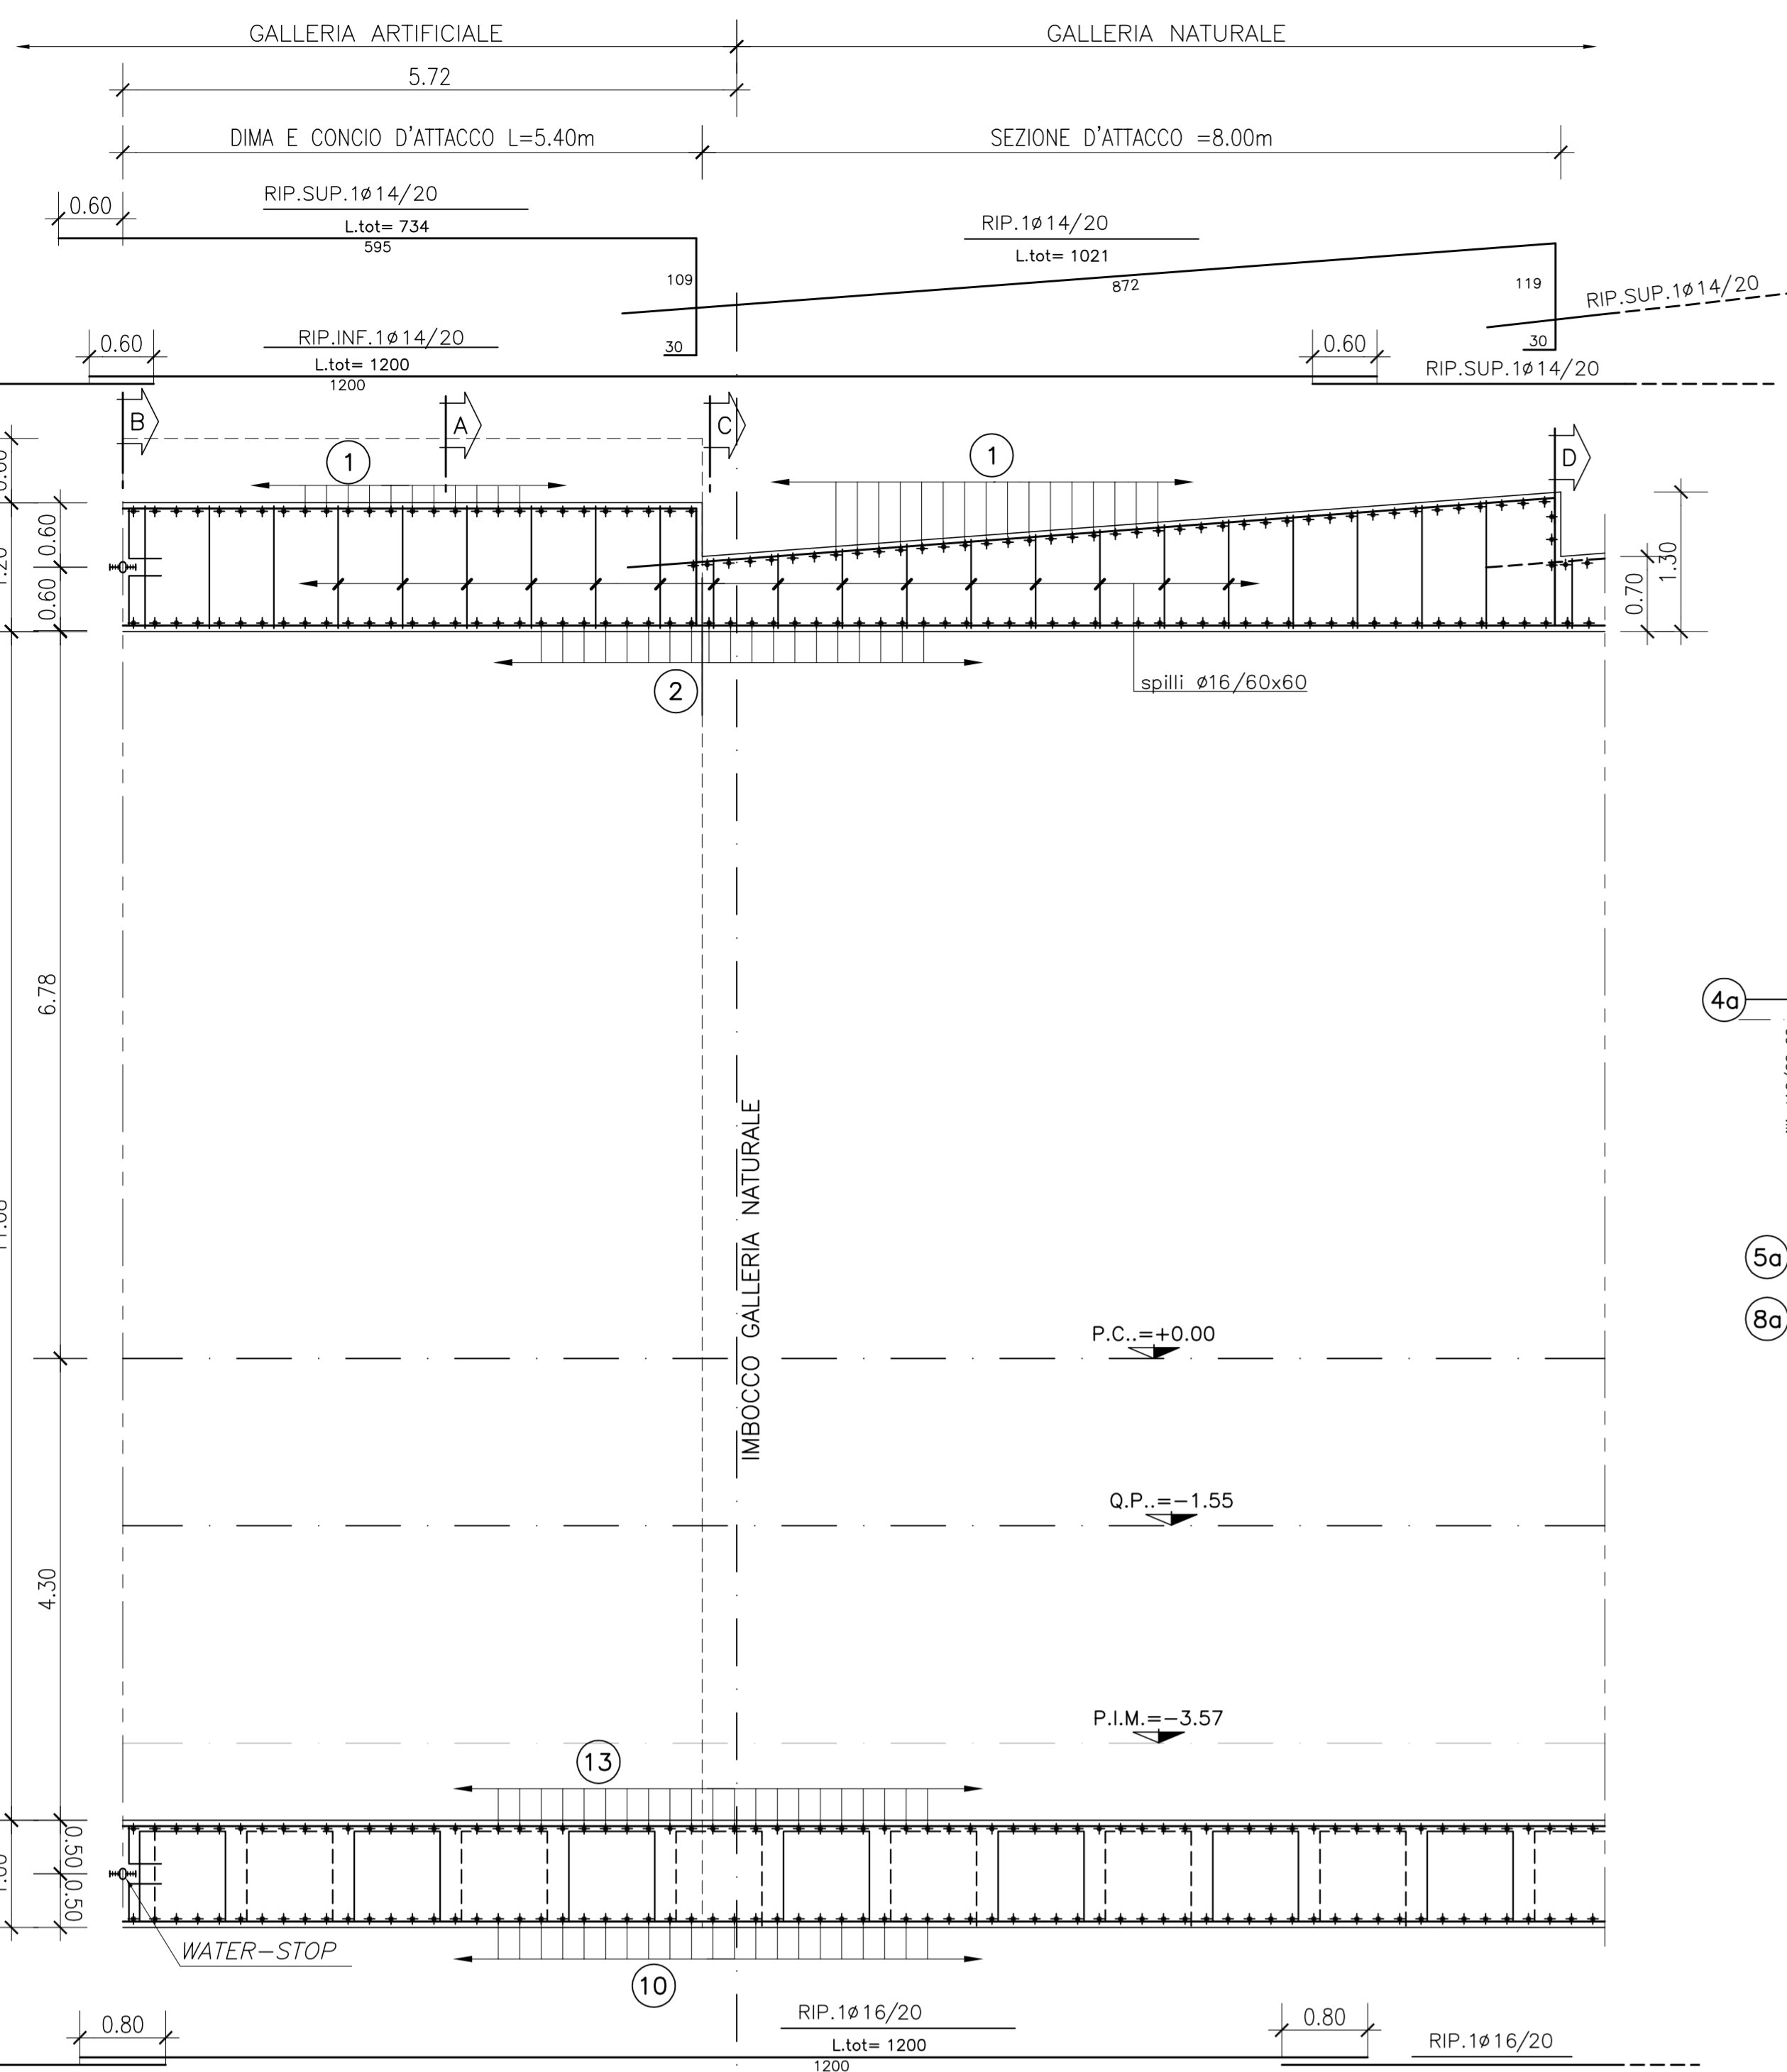 GALLERIA ARTIFICIALE
GALLERIA NATURALE
5.72
DIMA E CONCIO D'ATTACCO L=5.40m
SEZIONE D'ATTACCO =8.00m
0.60
RIP.SUP.1ø14/20
L.tot= 734
595
109
30
RIP.1ø14/20
L.tot= 1021
872
119
30
RIP.SUP.1ø14/20
0.60
RIP.INF.1ø14/20
L.tot= 1200
1200
0.60
RIP.SUP.1ø14/20
B
A
C
D
1
1
0.60
1.20
0.60
1.30
0.70
2
spilli ø16/60x60
6.78
4a
IMBOCCO GALLERIA NATURALE
5a
8a
P.C..=+0.00
Q.P..=-1.55
4.30
P.I.M.=-3.57
13
0.50
0.50
WATER-STOP
10
0.80
RIP.1ø16/20
L.tot= 1200
1200
0.80
RIP.1ø16/20